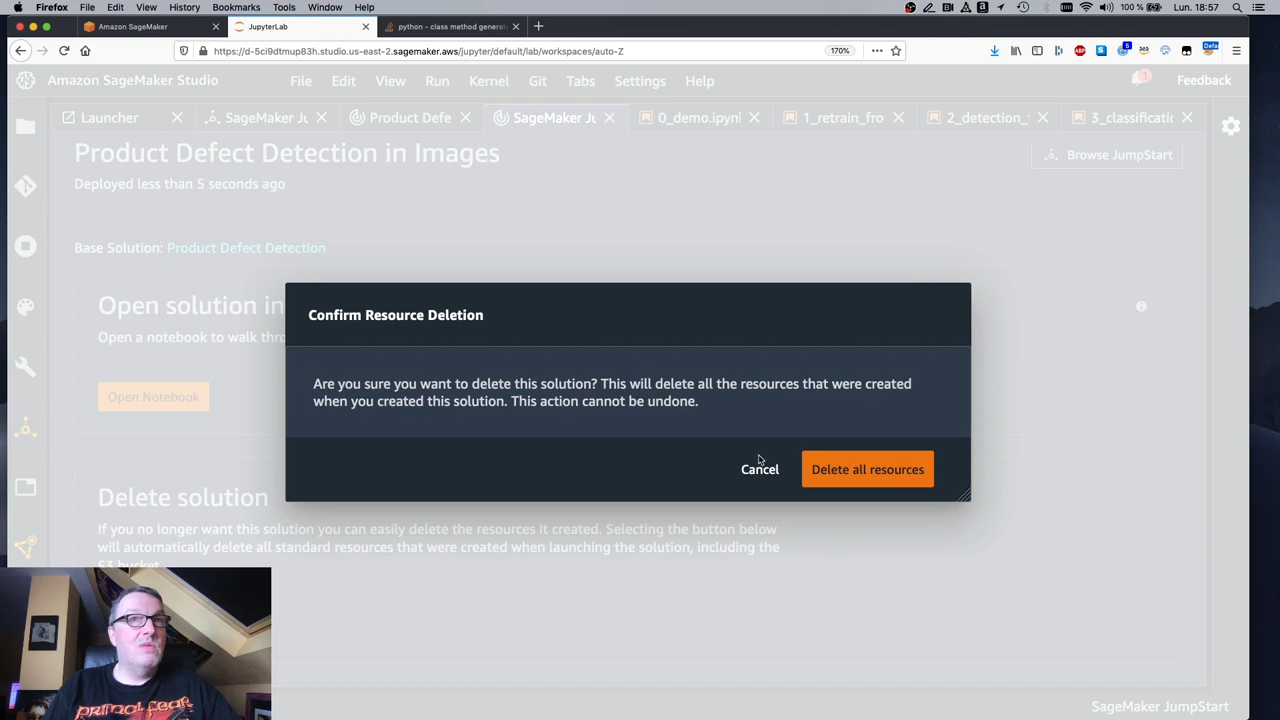 Firefox File Edit View History Bookmarks Tools Window Help 100 % Lun. 18:57
Amazon SageMaker JupyterLab python - class method generat
https://d-5ci9dtmup83h.studio.us-east-2.sagemaker.aws/jupyter/default/lab/workspaces/auto-Z 170%
Amazon SageMaker Studio File Edit View Run Kernel Git Tabs Settings Help 1 Feedback
Launcher SageMaker Ju Product Defe SageMaker Ju 0_demo.ipynb 1_retrain_fro 2_detection_ 3_classificatio
Product Defect Detection in Images Browse JumpStart
Deployed less than 5 seconds ago
Base Solution: Product Defect Detection
Open solution in
Open a notebook to walk thr
Open Notebook
Confirm Resource Deletion
Are you sure you want to delete this solution? This will delete all the resources that were created
when you created this solution. This action cannot be undone.
Cancel Delete all resources
Delete solution
If you no longer want this solution you can easily delete the resources it created. Selecting the button below
will automatically delete all standard resources that were created when launching the solution, including the
S3 bucket.
PRIMAL FEAR
SageMaker JumpStart